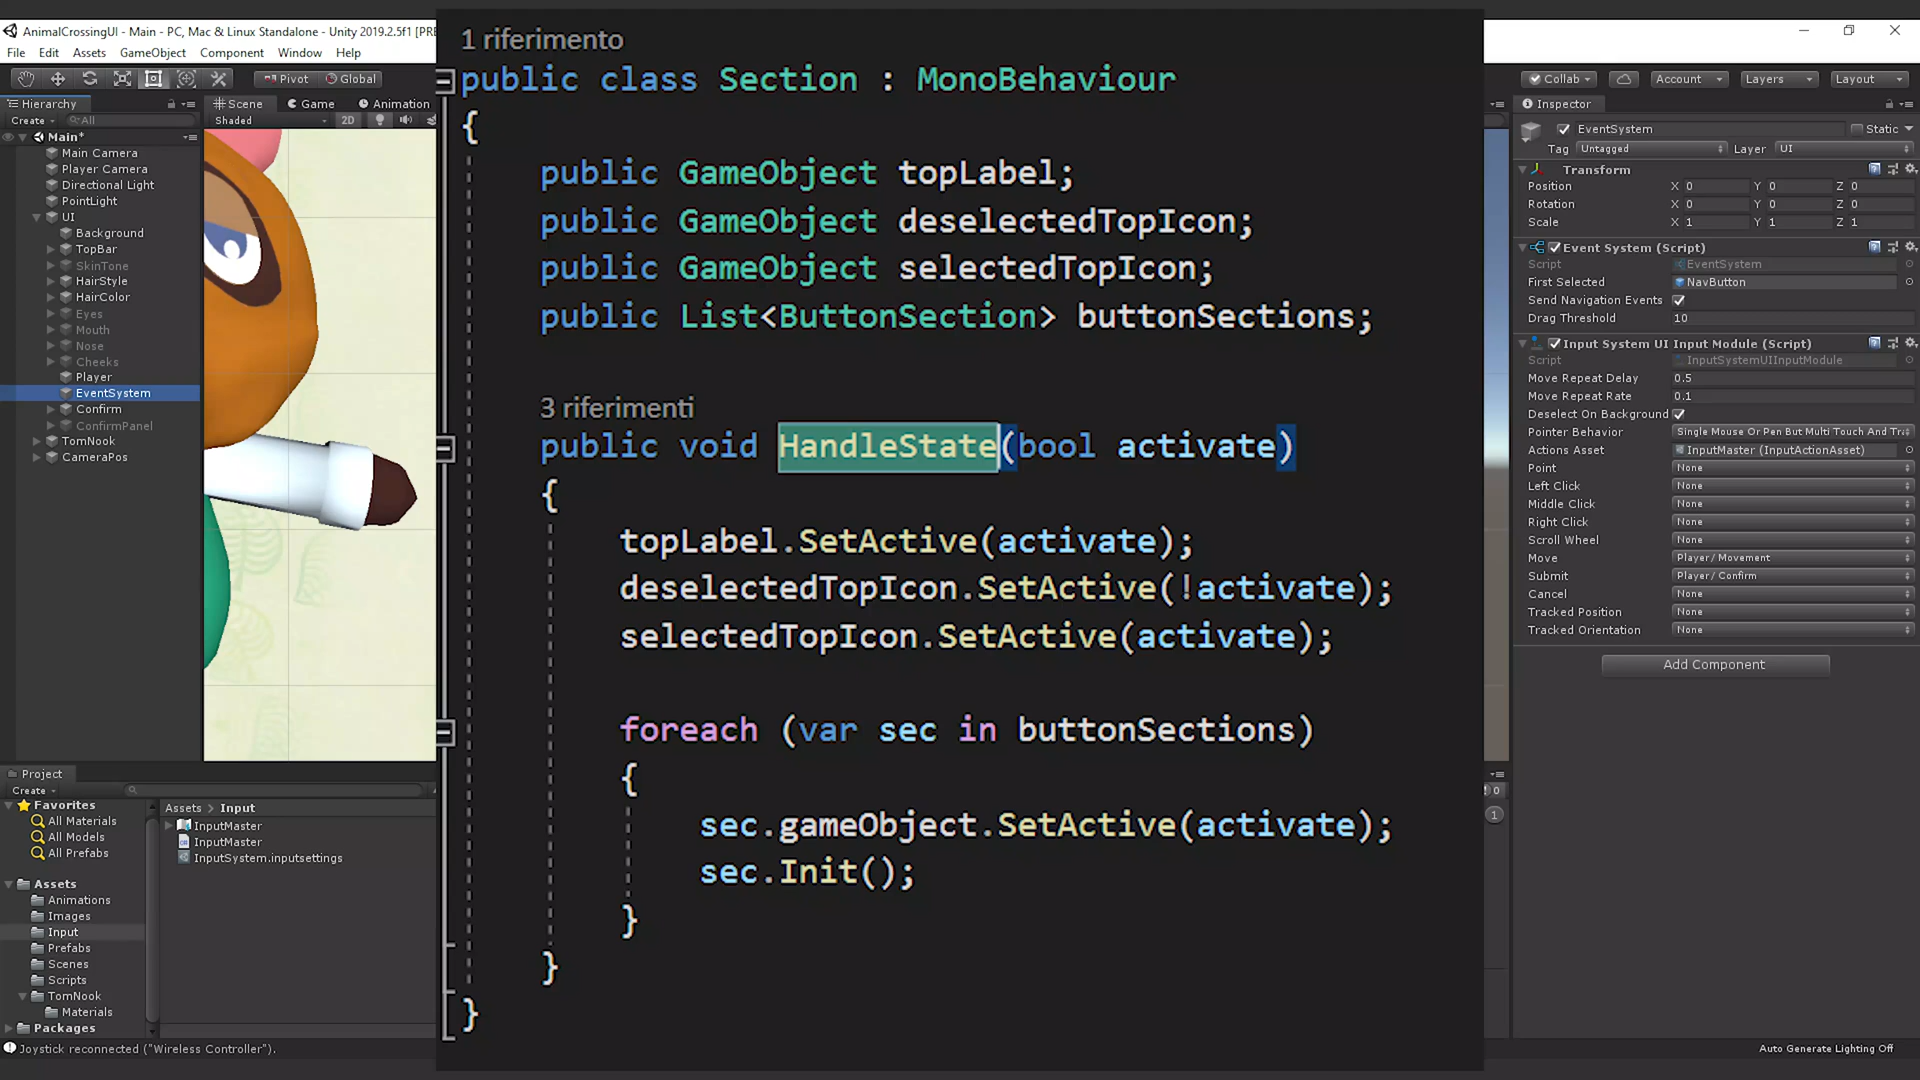 AnimalCrossingUI - Main - PC, Mac & Linux Standalone - Unity 2019.2.5f1 [PRE
File Edit Assets GameObject Component Window Help
Pivot Global
Collab Account Layers Layout
Hierarchy
Create All
Main*
Main Camera
Player Camera
Directional Light
PointLight
UI
Background
TopBar
SkinTone
HairStyle
HairColor
Eyes
Mouth
Nose
Cheeks
Player
EventSystem
Confirm
ConfirmPanel
TomNook
CameraPos
Scene Game Animation
Shaded 2D
1 riferimento
public class Section : MonoBehaviour
{
public GameObject topLabel;
public GameObject deselectedTopIcon;
public GameObject selectedTopIcon;
public List<ButtonSection> buttonSections;
3 riferimenti
public void HandleState(bool activate)
{
topLabel.SetActive(activate);
deselectedTopIcon.SetActive(!activate);
selectedTopIcon.SetActive(activate);
foreach (var sec in buttonSections)
{
sec.gameObject.SetActive(activate);
sec.Init();
}
}
}
Inspector
EventSystem Static
Tag Untagged Layer UI
Transform
Position X 0 Y 0 Z 0
Rotation X 0 Y 0 Z 0
Scale X 1 Y 1 Z 1
Event System (Script)
Script EventSystem
First Selected NavButton
Send Navigation Events
Drag Threshold 10
Input System UI Input Module (Script)
Script InputSystemUIInputModule
Move Repeat Delay 0.5
Move Repeat Rate 0.1
Deselect On Background
Pointer Behavior Single Mouse Or Pen But Multi Touch And Tra
Actions Asset InputMaster (InputActionAsset)
Point None
Left Click None
Middle Click None
Right Click None
Scroll Wheel None
Move Player/Movement
Submit Player/Confirm
Cancel None
Tracked Position None
Tracked Orientation None
Add Component
Project
Create
Favorites
All Materials
All Models
All Prefabs
Assets
Animations
Images
Input
Prefabs
Scenes
Scripts
TomNook
Materials
Packages
Assets > Input
InputMaster
InputMaster
InputSystem.inputsettings
0
1
Joystick reconnected ("Wireless Controller").
Auto Generate Lighting Off